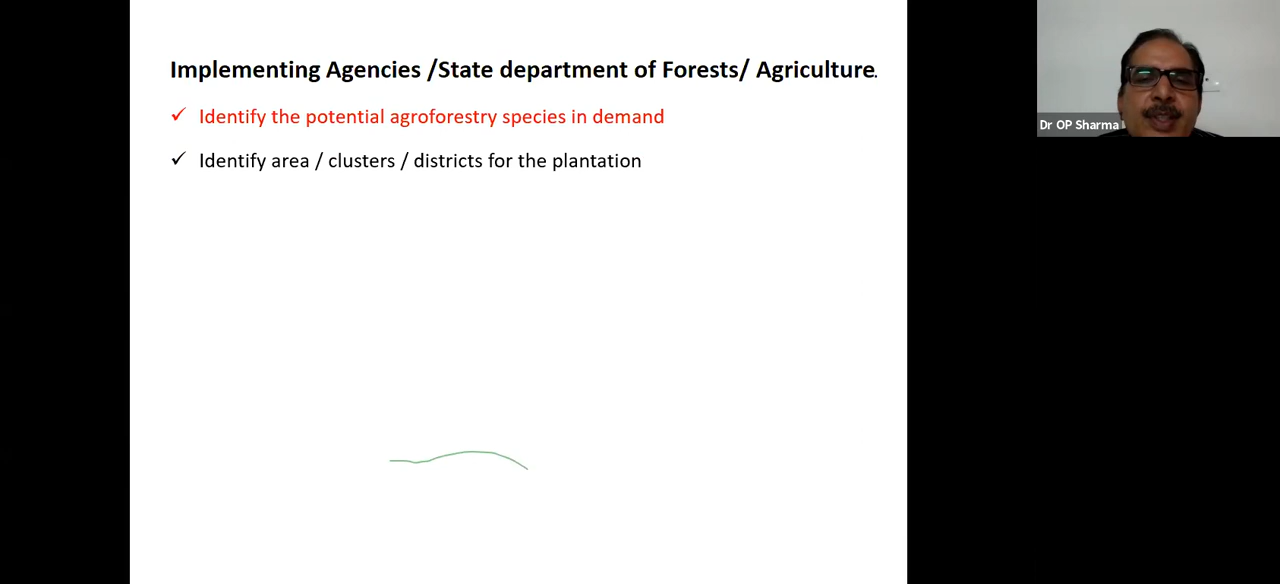 Implementing Agencies /State department of Forests/ Agriculture.
✓ Identify the potential agroforestry species in demand
✓ Identify area / clusters / districts for the plantation
Dr OP Sharma